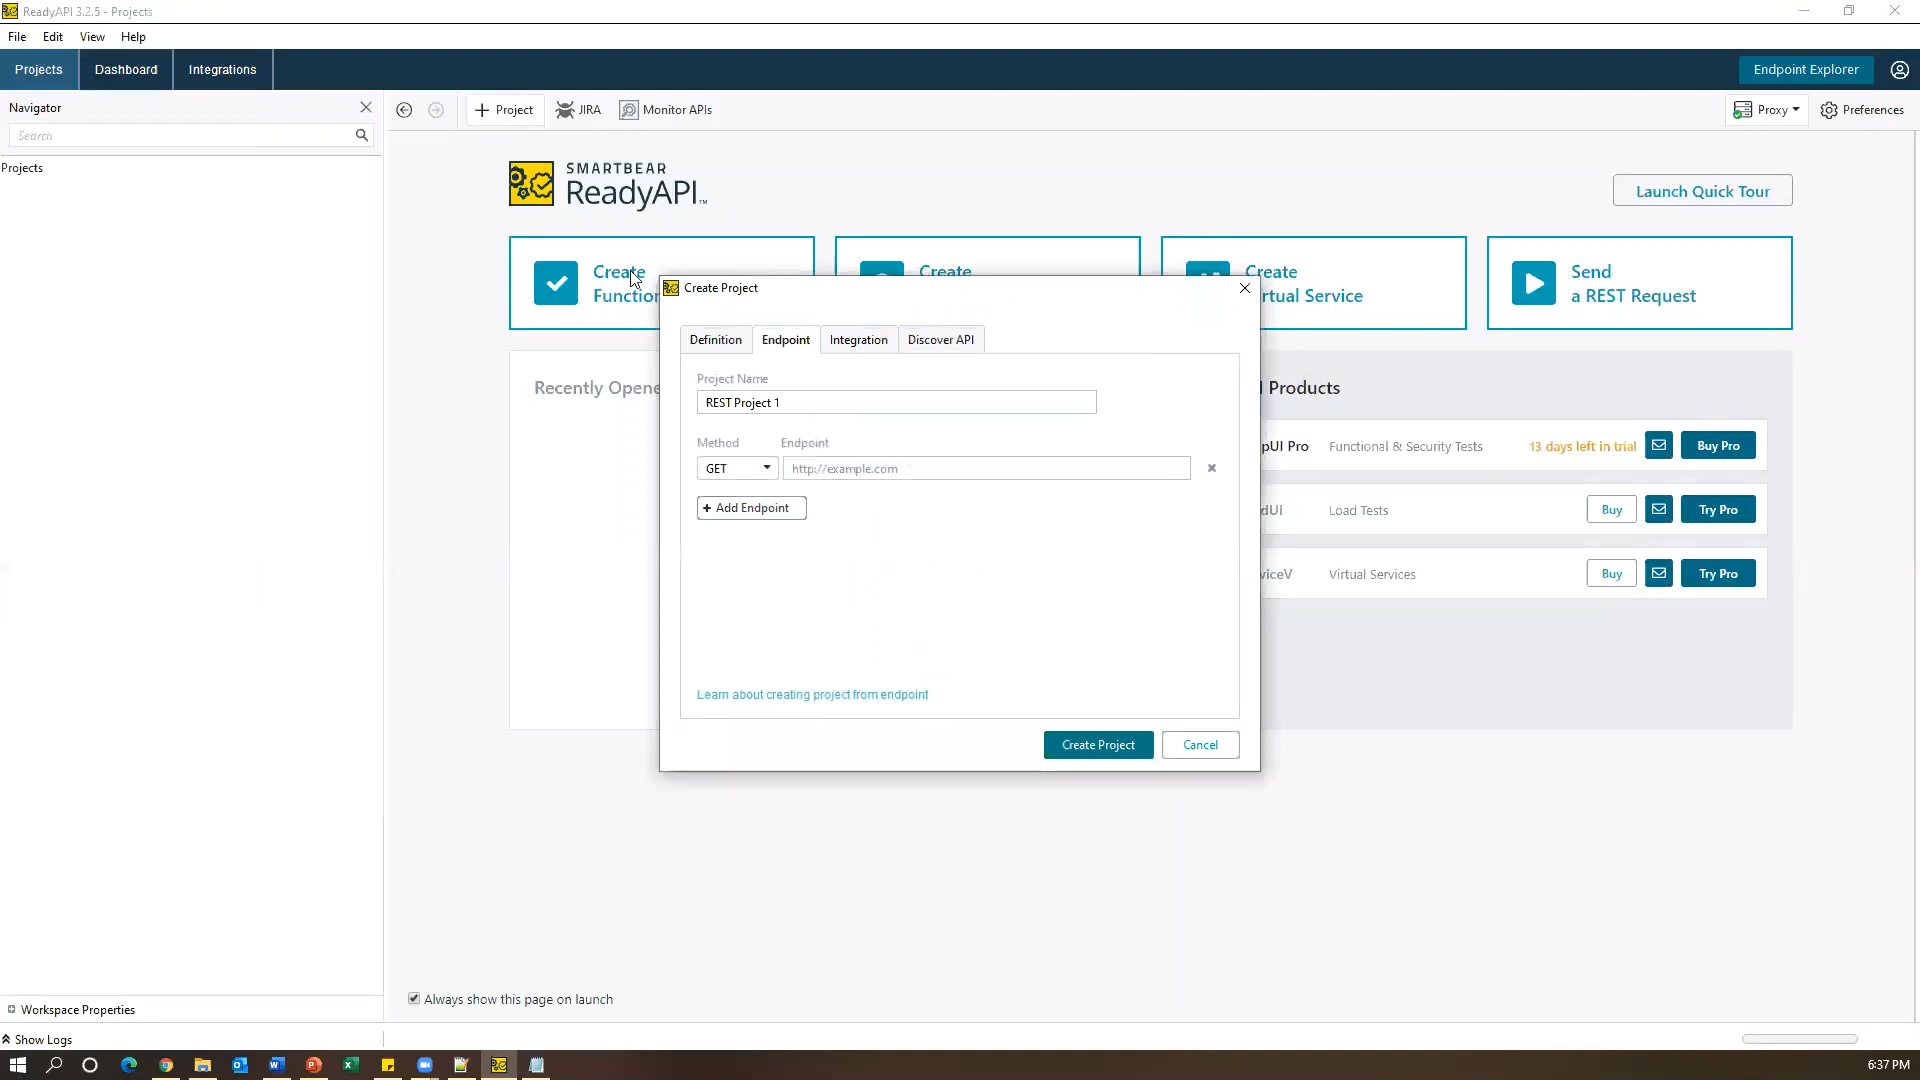 ReadyAPI 3.2.5 - Projects
File Edit View Help
Projects Dashboard Integrations Endpoint Explorer
Navigator
+ Project JIRA Monitor APIs Proxy Preferences
Search
Projects
SMARTBEAR
ReadyAPI™
Launch Quick Tour
Create
Function
Create
Create
rtual Service
Send
a REST Request
Create Project
Definition Endpoint Integration Discover API
Project Name
REST Project 1
Method Endpoint
GET http://example.com
+ Add Endpoint
Learn about creating project from endpoint
Create Project Cancel
Recently Opene
I Products
pUI Pro Functional & Security Tests 13 days left in trial Buy Pro
dUI Load Tests Buy Try Pro
viceV Virtual Services Buy Try Pro
Always show this page on launch
Workspace Properties
Show Logs
6:37 PM